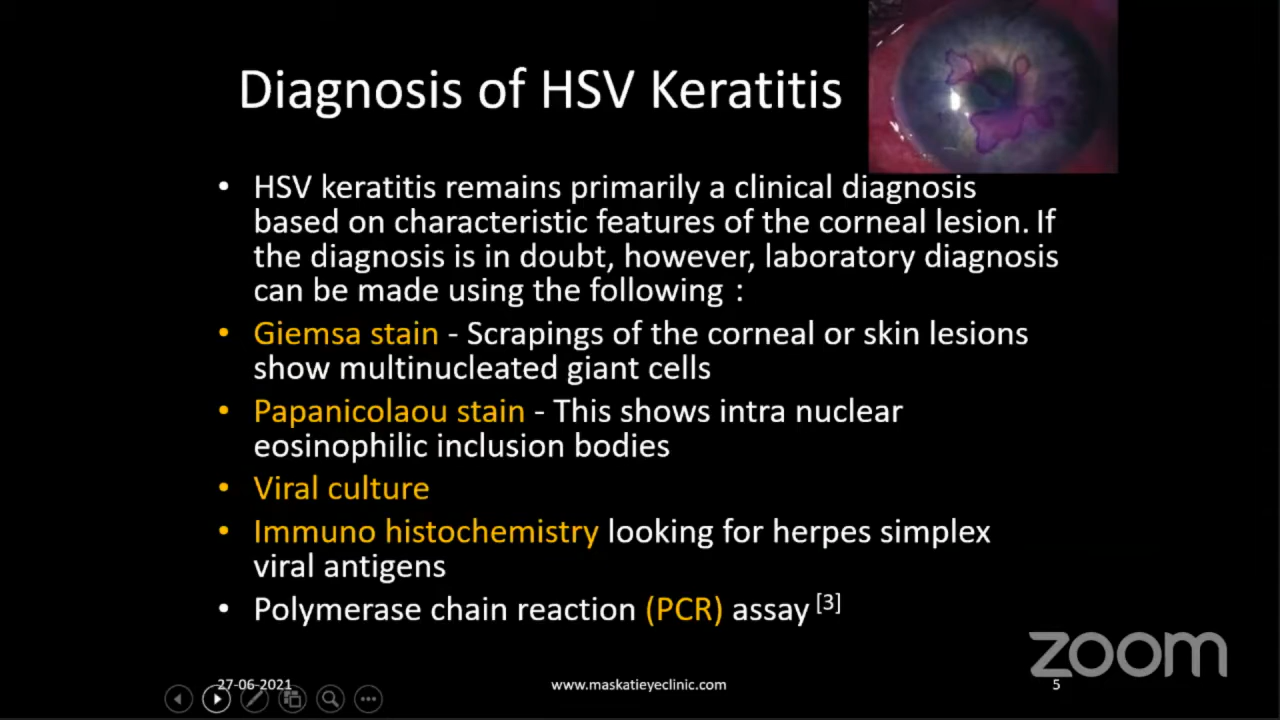 Diagnosis of HSV Keratitis
• HSV keratitis remains primarily a clinical diagnosis
based on characteristic features of the corneal lesion. If
the diagnosis is in doubt, however, laboratory diagnosis
can be made using the following :
• Giemsa stain - Scrapings of the corneal or skin lesions
show multinucleated giant cells
• Papanicolaou stain - This shows intra nuclear
eosinophilic inclusion bodies
• Viral culture
• Immuno histochemistry looking for herpes simplex
viral antigens
• Polymerase chain reaction (PCR) assay [3]
zoom
27-06-2021 www.maskatieyeclinic.com 5